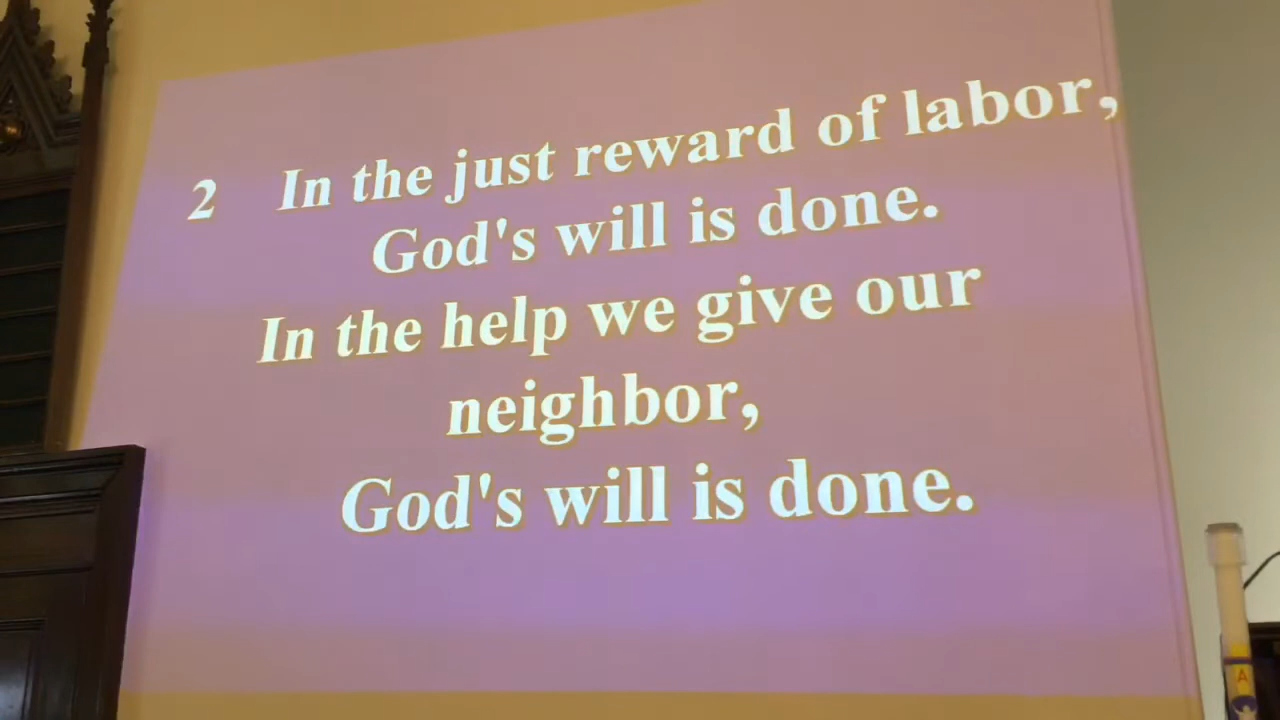 2 In the just reward of labor,
God's will is done.
In the help we give our
neighbor,
God's will is done.
A